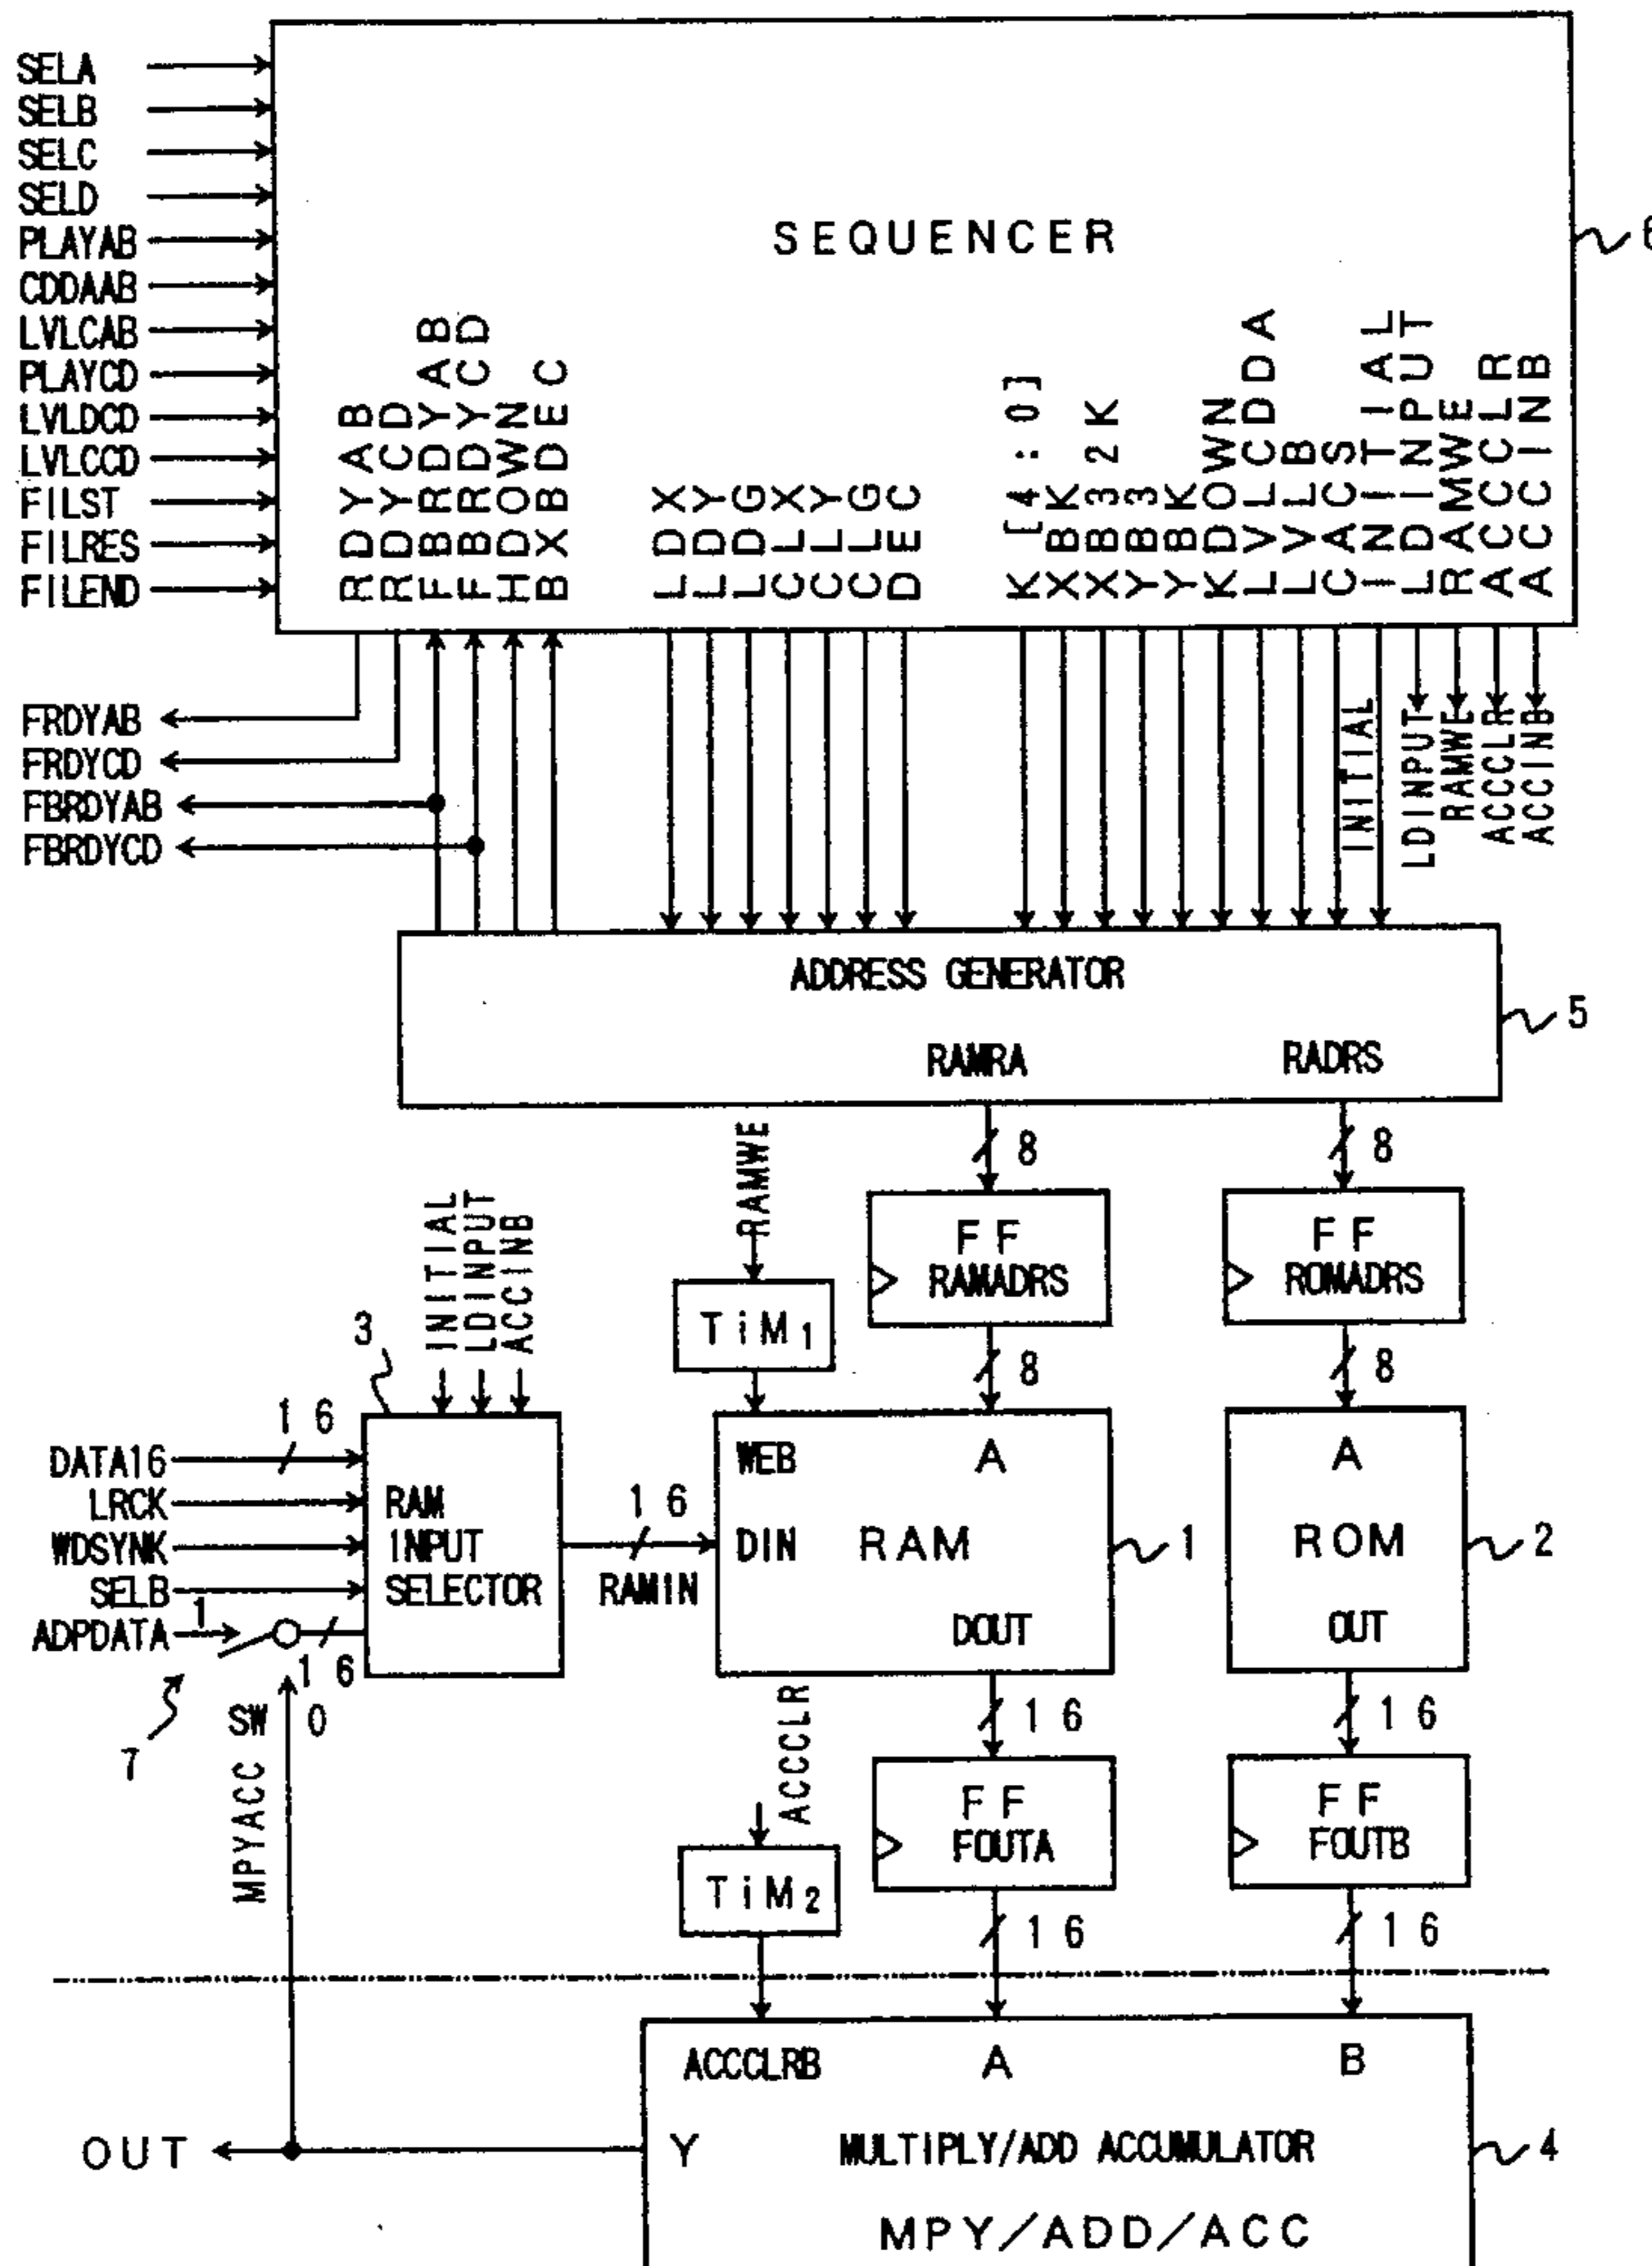 SELA
SELB
SELC
SELD
PLAYAB
CDDAAB
LVLCAB
PLAYCD
LVLDCD
LVLCCD
FILST
FILRES
FILEND
SEQUENCER
6
RDYAB
RDYCD
FBRDYAB
FBRDYCD
HDOWN
BXBDEC
LDX
LDY
LDG
CLX
CLY
CLG
DEC
K [4:0]
XBK
XB32K
YB3
YBK
KDOWN
LVLCDDA
LVLB
CACS
INITIAL
LDINPUT
RAMWE
ACCCLR
ACCINB
FRDYAB
FRDYCD
FBRDYAB
FBRDYCD
INITIAL
LDINPUT
RAMWE
ACCCLR
ACCINB
ADDRESS GENERATOR
RAMRA
RADRS
5
8
8
RAMWE
FF
RAMADRS
FF
ROMADRS
TiM1
8
8
INITIAL
LDINPUT
ACCINB
3
DATA16
16
LRCK
WDSYNK
SELB
ADPDATA
1
16
RAM
INPUT
SELECTOR
16
RAMIN
WEB
A
DIN
RAM
DOUT
1
A
ROM
OUT
2
7
SW
0
MPYACC
ACCCLR
16
16
FF
FOUTA
FF
FOUTB
TiM2
16
16
ACCCLRB
A
B
OUT
Y
MULTIPLY/ADD ACCUMULATOR
4
MPY/ADD/ACC